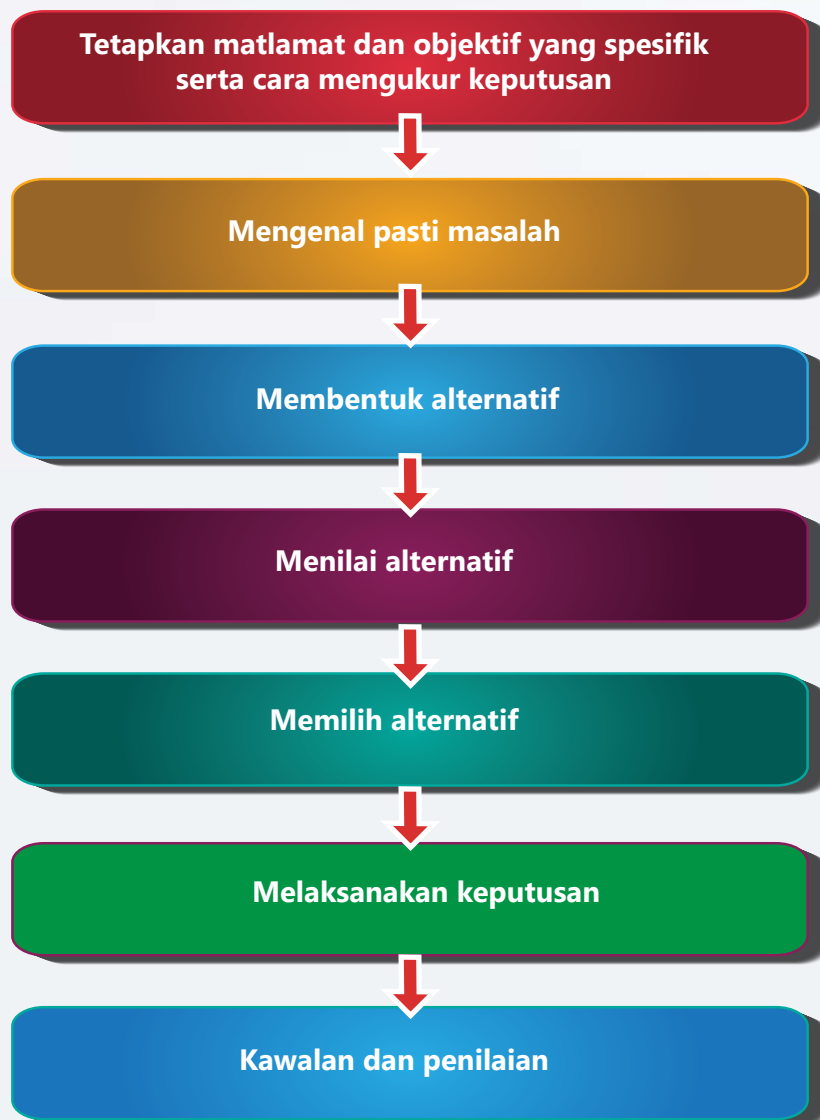 Tetapkan matlamat dan objektif yang spesifik
serta cara mengukur keputusan
Mengenal pasti masalah
Membentuk alternatif
Menilai alternatif
Memilih alternatif
Melaksanakan keputusan
Kawalan dan penilaian